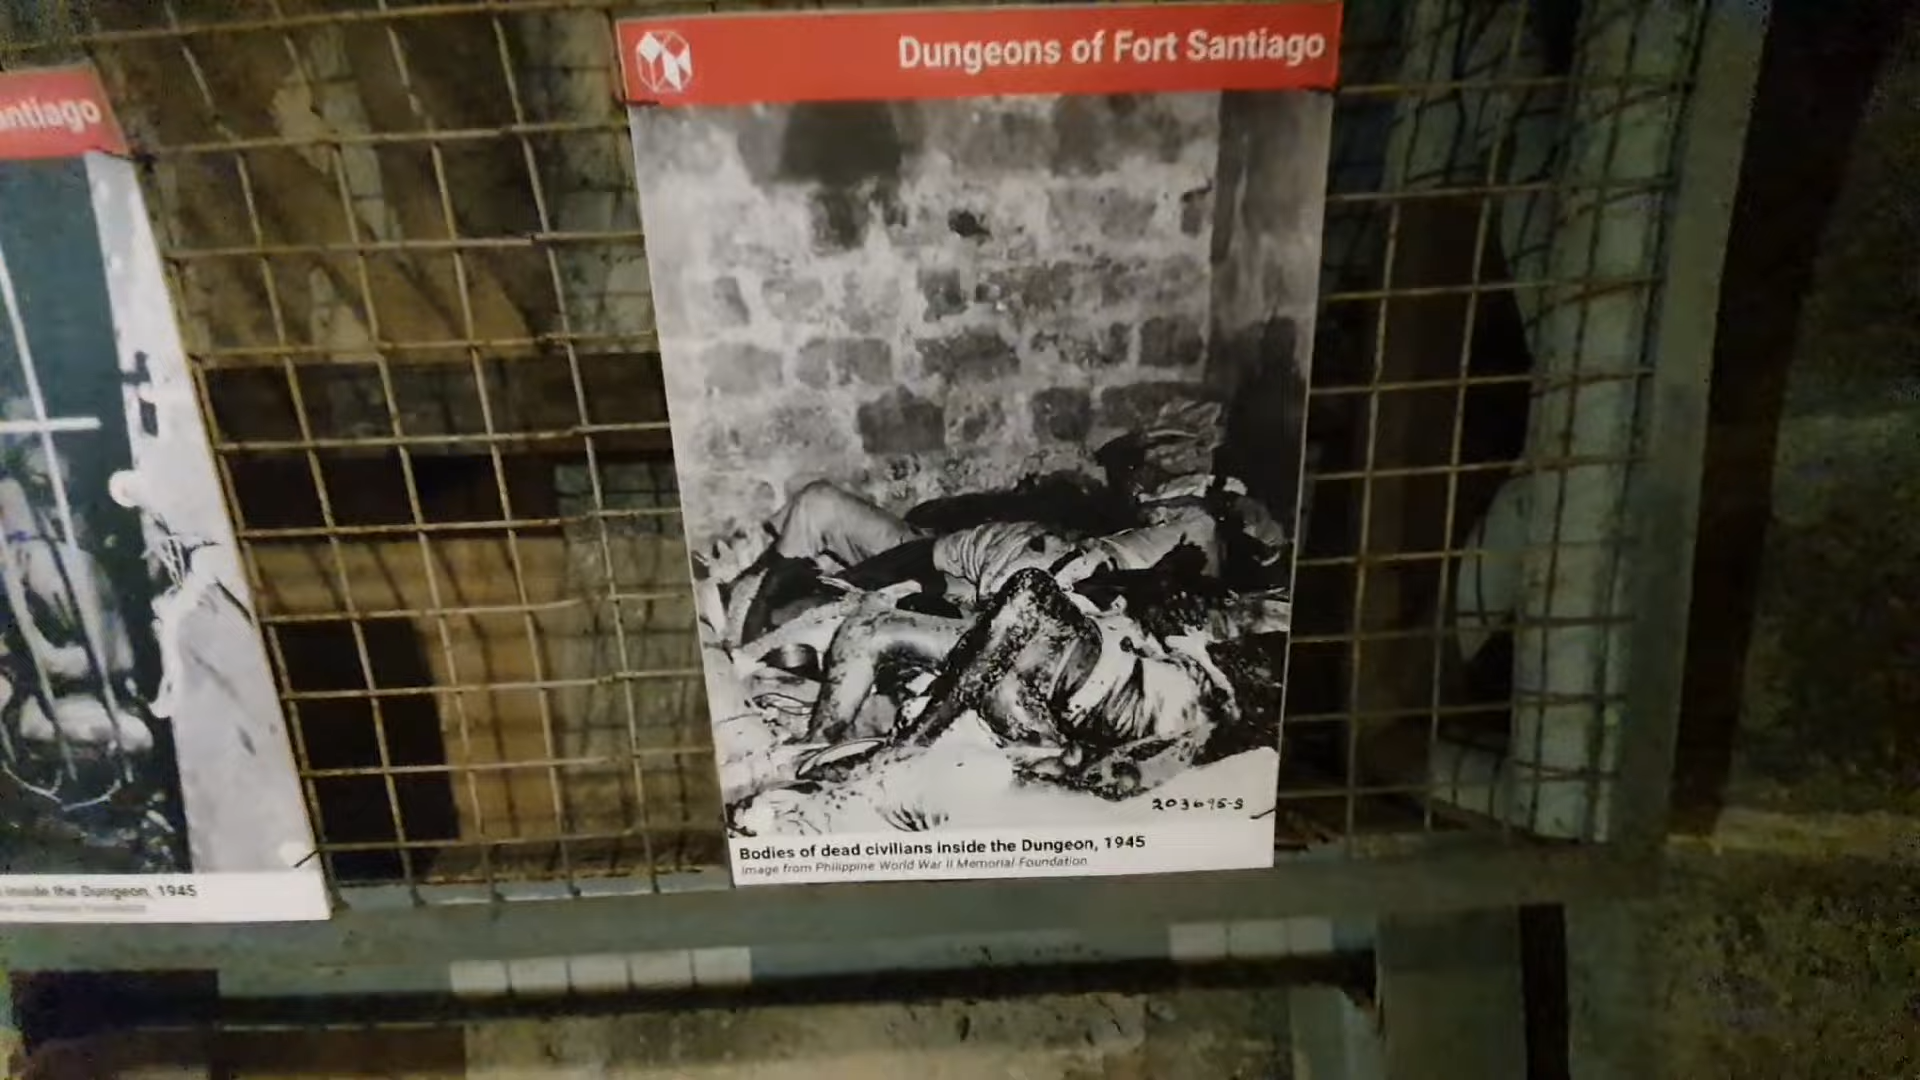 antiago
inside the Dungeon, 1945
Dungeons of Fort Santiago
203695-S
Bodies of dead civilians inside the Dungeon, 1945
Image from Philippine World War II Memorial Foundation